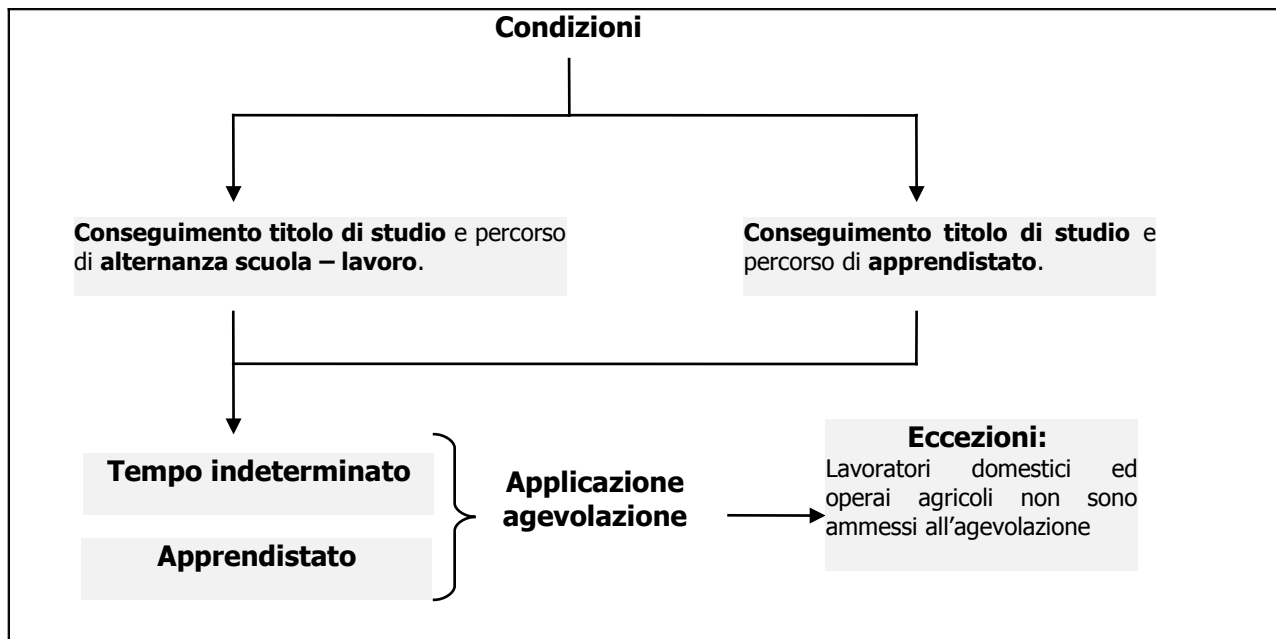 Condizioni
Conseguimento titolo di studio e percorso
di alternanza scuola – lavoro.
Conseguimento titolo di studio e
percorso di apprendistato.
Tempo indeterminato
Apprendistato
Applicazione
agevolazione
Eccezioni:
Lavoratori domestici ed
operai agricoli non sono
ammessi all’agevolazione